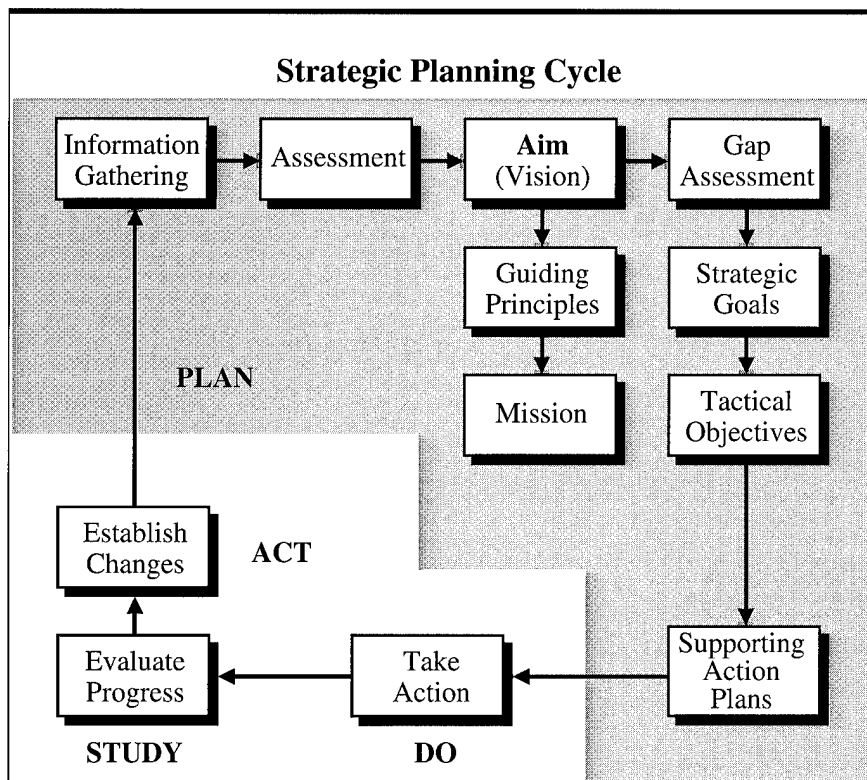 Strategic Planning Cycle
Information
Gathering
Assessment
Aim
(Vision)
Gap
Assessment
Guiding
Principles
Strategic
Goals
PLAN
Mission
Tactical
Objectives
Establish
Changes
ACT
Evaluate
Progress
Take
Action
Supporting
Action
Plans
STUDY
DO